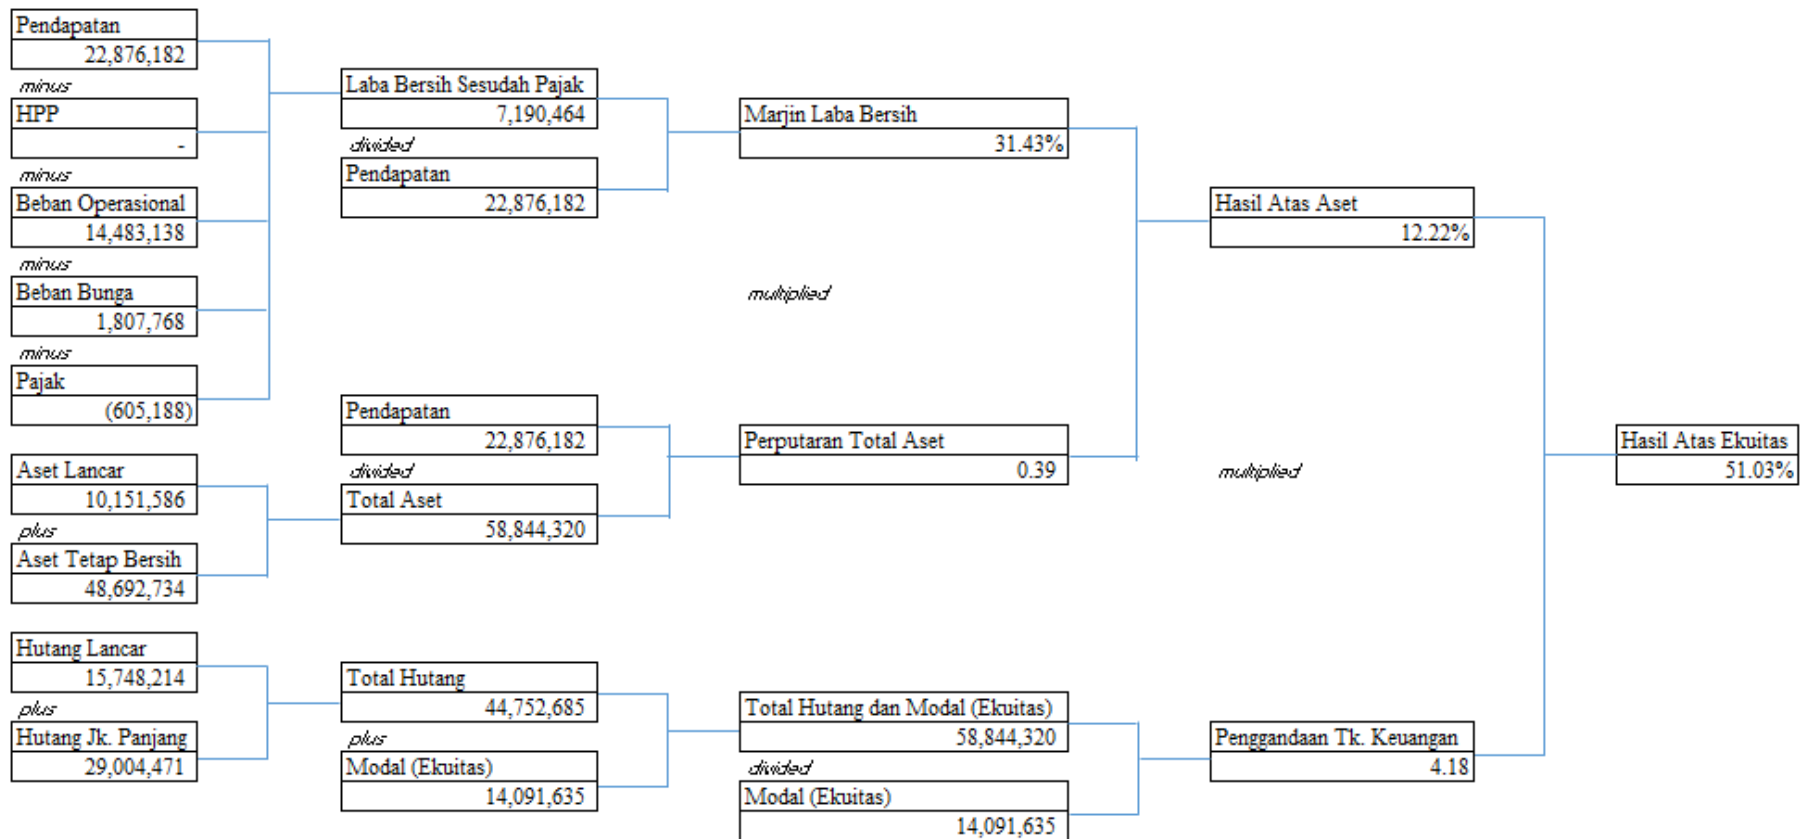 Pendapatan
22,876,182
minus
HPP
-
minus
Beban Operasional
14,483,138
minus
Beban Bunga
1,807,768
minus
Pajak
(605,188)
Aset Lancar
10,151,586
plus
Aset Tetap Bersih
48,692,734
Hutang Lancar
15,748,214
plus
Hutang Jk. Panjang
29,004,471
Laba Bersih Sesudah Pajak
7,190,464
divided
Pendapatan
22,876,182
Pendapatan
22,876,182
divided
Total Aset
58,844,320
Total Hutang
44,752,685
plus
Modal (Ekuitas)
14,091,635
Marjin Laba Bersih
31.43%
multiplied
Perputaran Total Aset
0.39
Total Hutang dan Modal (Ekuitas)
58,844,320
divided
Modal (Ekuitas)
14,091,635
Hasil Atas Aset
12.22%
multiplied
Penggandaan Tk. Keuangan
4.18
Hasil Atas Ekuitas
51.03%